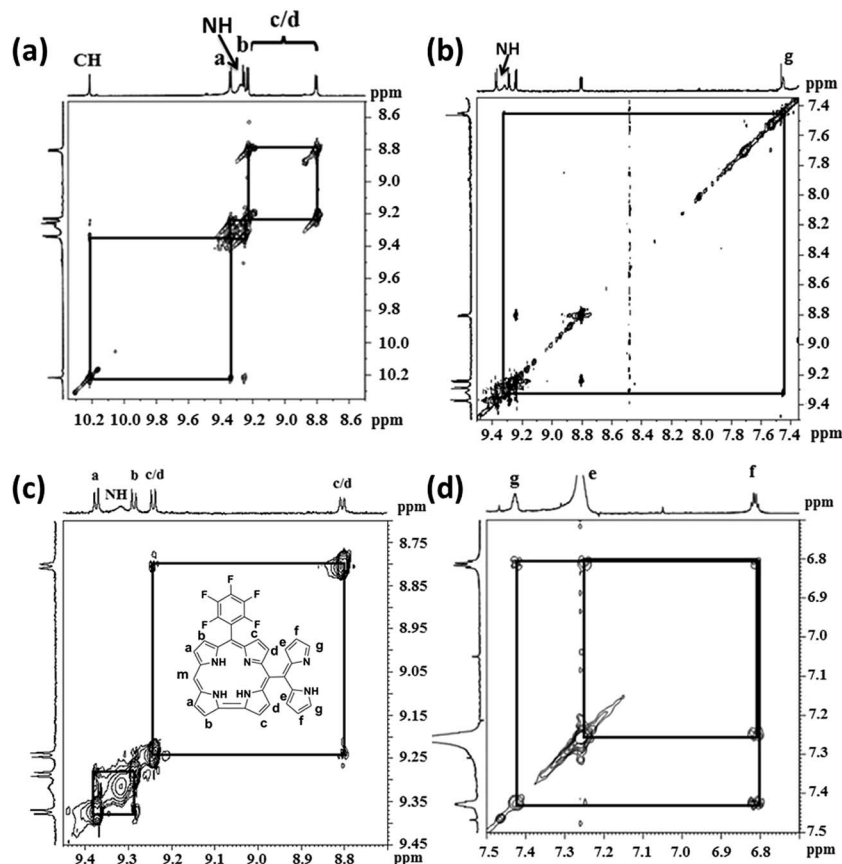 (a)
CH
NH
a
b
c/d
ppm
8.6
8.8
9.0
9.2
9.4
9.6
9.8
10.0
10.2
10.2 10.0 9.8 9.6 9.4 9.2 9.0 8.8 8.6
ppm
(b)
NH
g
ppm
7.4
7.6
7.8
8.0
8.2
8.4
8.6
8.8
9.0
9.2
9.4
9.4 9.2 9.0 8.8 8.6 8.4 8.2 8.0 7.8 7.6 7.4
ppm
(c)
a
NH
b
c/d
c/d
ppm
8.75
8.85
8.95
9.05
9.15
9.25
9.35
9.45
9.4 9.3 9.2 9.1 9.0 8.9 8.8 8.7
ppm
F
F F
F F
b c f
a d e g
NH N N
m
NH HN NH
a d e g
b c f
(d)
g
e
f
ppm
6.8
6.9
7.0
7.1
7.2
7.3
7.4
7.5
7.5 7.4 7.3 7.2 7.1 7.0 6.9 6.8 6.7
ppm